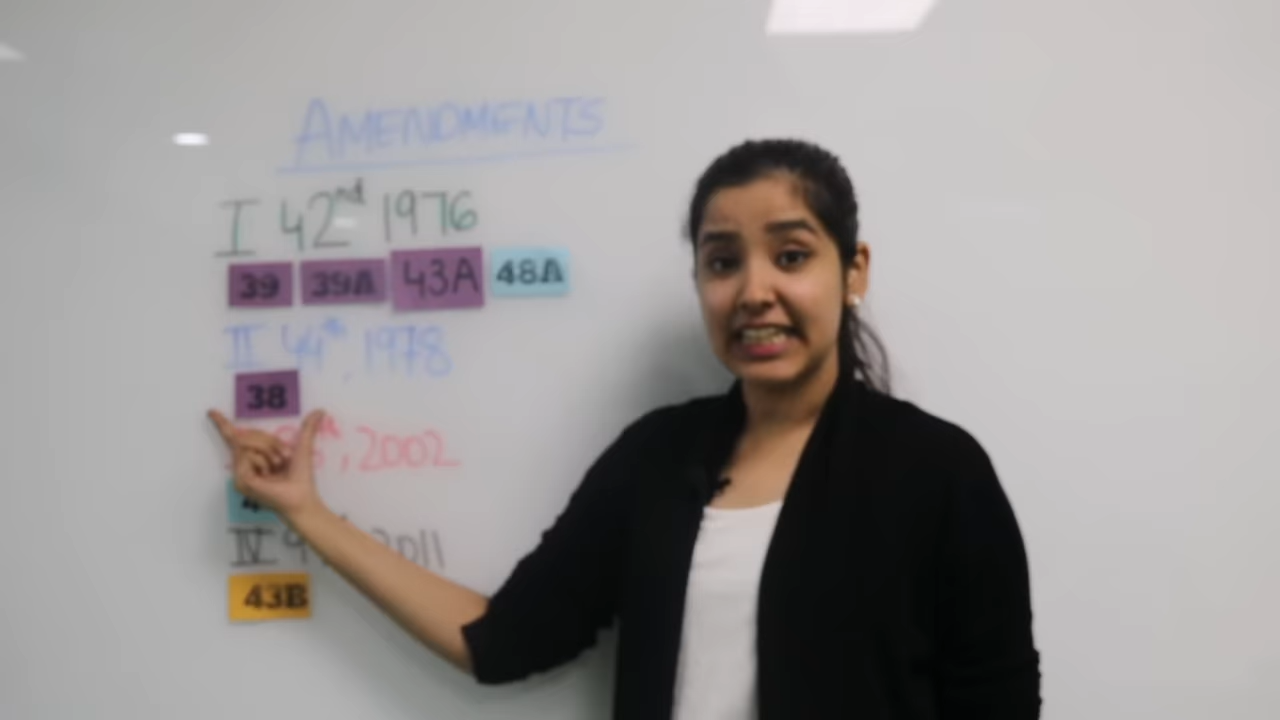 AMENDMENTS
I 42nd 1976
39 39A 43A 48A
II 44th, 1978
38
, 2002
IV 2011
43B